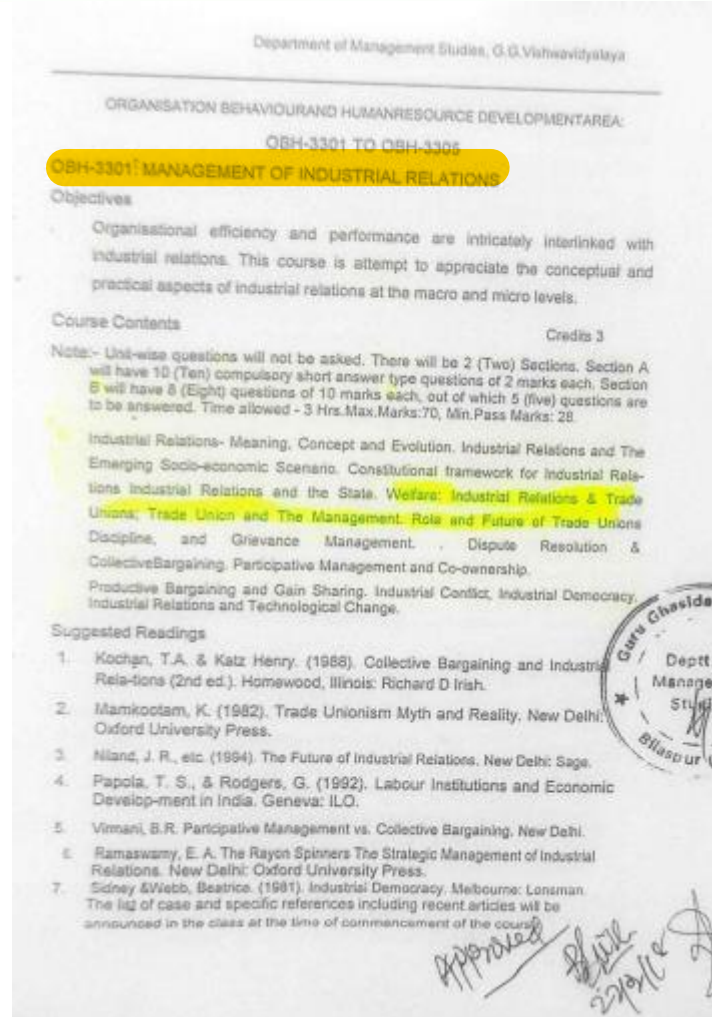 Department of Management Studies, G.G.Vishwavidyalaya
ORGANISATION BEHAVIOURAND HUMANRESOURCE DEVELOPMENTAREA:
OBH-3301 TO OBH-3305
OBH-3301: MANAGEMENT OF INDUSTRIAL RELATIONS
Objectives
Organisational efficiency and performance are intricately interlinked with
industrial relations. This course is attempt to appreciate the conceptual and
practical aspects of industrial relations at the macro and micro levels.
Course Contents
Credits 3
Note:- Unit-wise questions will not be asked. There will be 2 (Two) Sections. Section A
will have 10 (Ten) compulsory short answer type questions of 2 marks each. Section
B will have 8 (Eight) questions of 10 marks each, out of which 5 (five) questions are
to be answered. Time allowed - 3 Hrs.Max.Marks:70, Min.Pass Marks: 28.
Industrial Relations- Meaning, Concept and Evolution. Industrial Relations and The
Emerging Socio-economic Scenario. Constitutional framework for Industrial Rela-
tions Industrial Relations and the State. Welfare: Industrial Relations & Trade
Unions; Trade Union and The Management. Role and Future of Trade Unions
Discipline, and Grievance Management. . Dispute Resolution &
CollectiveBargaining. Participative Management and Co-ownership.
Productive Bargaining and Gain Sharing. Industrial Conflict, Industrial Democracy.
Industrial Relations and Technological Change.
Suggested Readings
1. Kochan, T.A. & Katz Henry. (1988). Collective Bargaining and Industrial
Rela-tions (2nd ed.). Homewood, Illinois: Richard D Irish.
2. Mamkootam, K. (1982). Trade Unionism Myth and Reality, New Delhi:
Oxford University Press.
3. Niland, J. R., etc. (1994). The Future of Industrial Relations. New Delhi: Sage.
4. Papola, T. S., & Rodgers, G. (1992). Labour Institutions and Economic
Develop-ment in India. Geneva: ILO.
5. Virmani, B.R. Participative Management vs. Collective Bargaining. New Delhi.
6. Ramaswamy, E. A. The Rayon Spinners The Strategic Management of Industrial
Relations. New Delhi: Oxford University Press.
7. Sidney &Webb, Beatrice. (1981). Industrial Democracy. Melbourne: Lonsman.
The list of case and specific references including recent articles will be
announced in the class at the time of commencement of the course.
Guru Ghasida
Deptt
Manage
Stu
Bilaspur
Approved